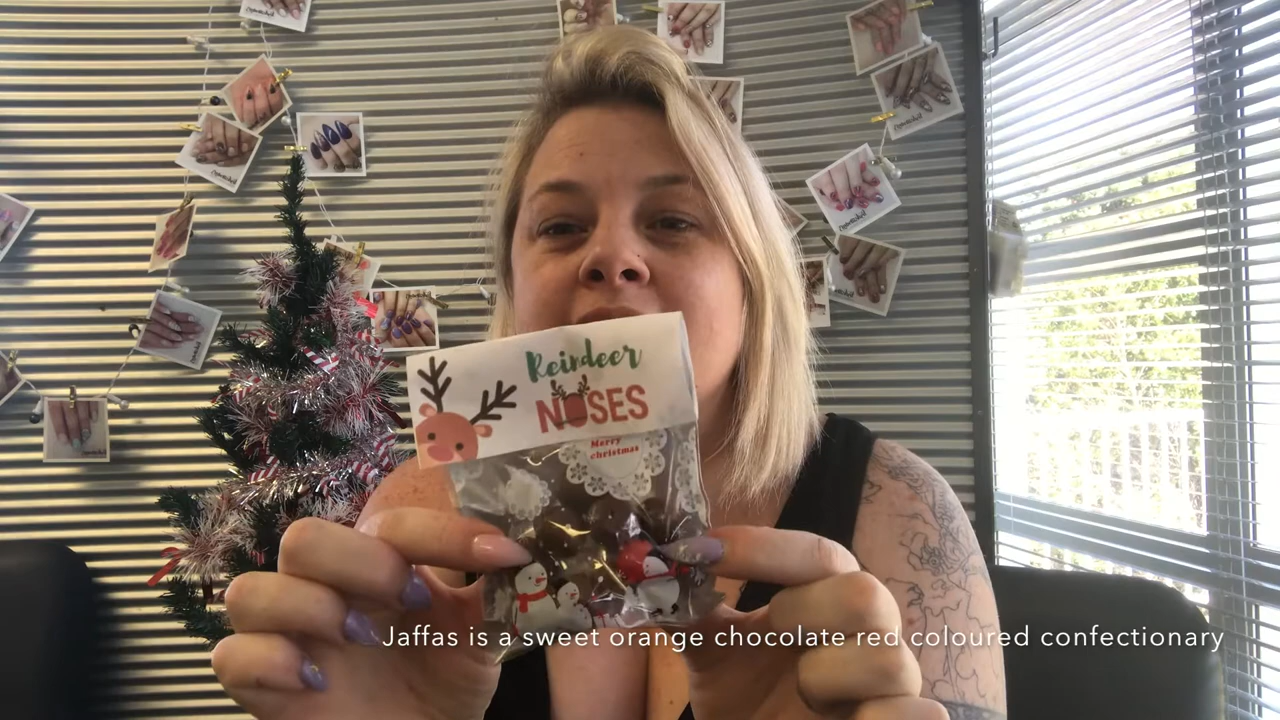 Reindeer
NOSES
Merry
christmas
Jaffas is a sweet orange chocolate red coloured confectionary